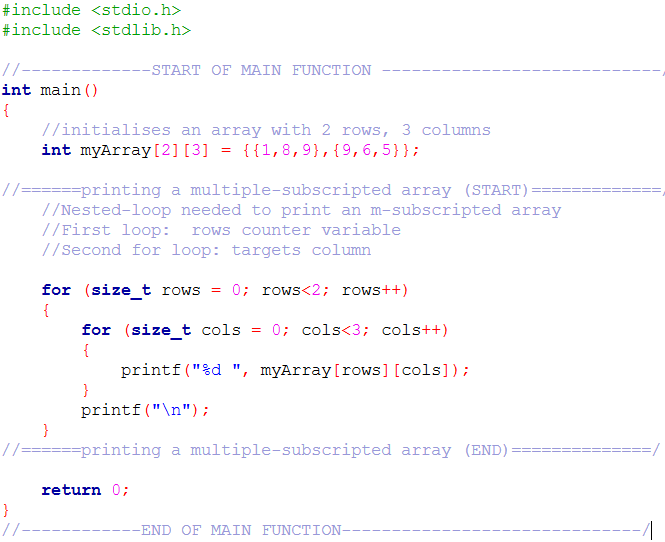 #include <stdio.h>
#include <stdlib.h>
//-------------START OF MAIN FUNCTION ----------------------------/
int main()
{
    //initialises an array with 2 rows, 3 columns
    int myArray[2][3] = {{1,8,9},{9,6,5}};
//======printing a multiple-subscripted array (START)=============/
    //Nested-loop needed to print an m-subscripted array
    //First loop:  rows counter variable
    //Second for loop: targets column
    for (size_t rows = 0; rows<2; rows++)
    {
        for (size_t cols = 0; cols<3; cols++)
        {
            printf("%d ", myArray[rows][cols]);
        }
        printf("\n");
    }
//======printing a multiple-subscripted array (END)==============/
    return 0;
}
//------------END OF MAIN FUNCTION------------------------------/